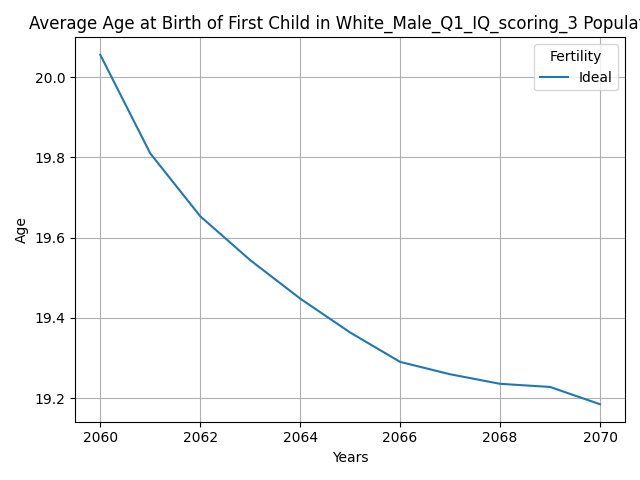 Average Age at Birth of First Child in White_Male_Q1_IQ_scoring_3 Popula
Fertility
Ideal
Age
20.0
19.8
19.6
19.4
19.2
2060 2062 2064 2066 2068 2070
Years